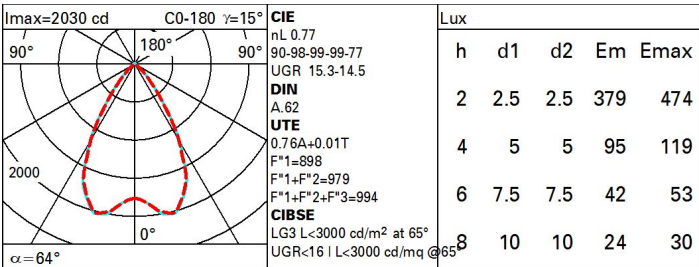 Imax=2030 cd C0-180 γ=15°
90° 180° 90°
2000
0°
α=64°
CIE
nL 0.77
90-98-99-99-77
UGR 15.3-14.5
DIN
A.62
UTE
0.76A+0.01T
F"1=898
F"1+F"2=979
F"1+F"2+F"3=994
CIBSE
LG3 L<3000 cd/m² at 65°
UGR<16 | L<3000 cd/mq @65°
Lux
h d1 d2 Em Emax
2 2.5 2.5 379 474
4 5 5 95 119
6 7.5 7.5 42 53
8 10 10 24 30